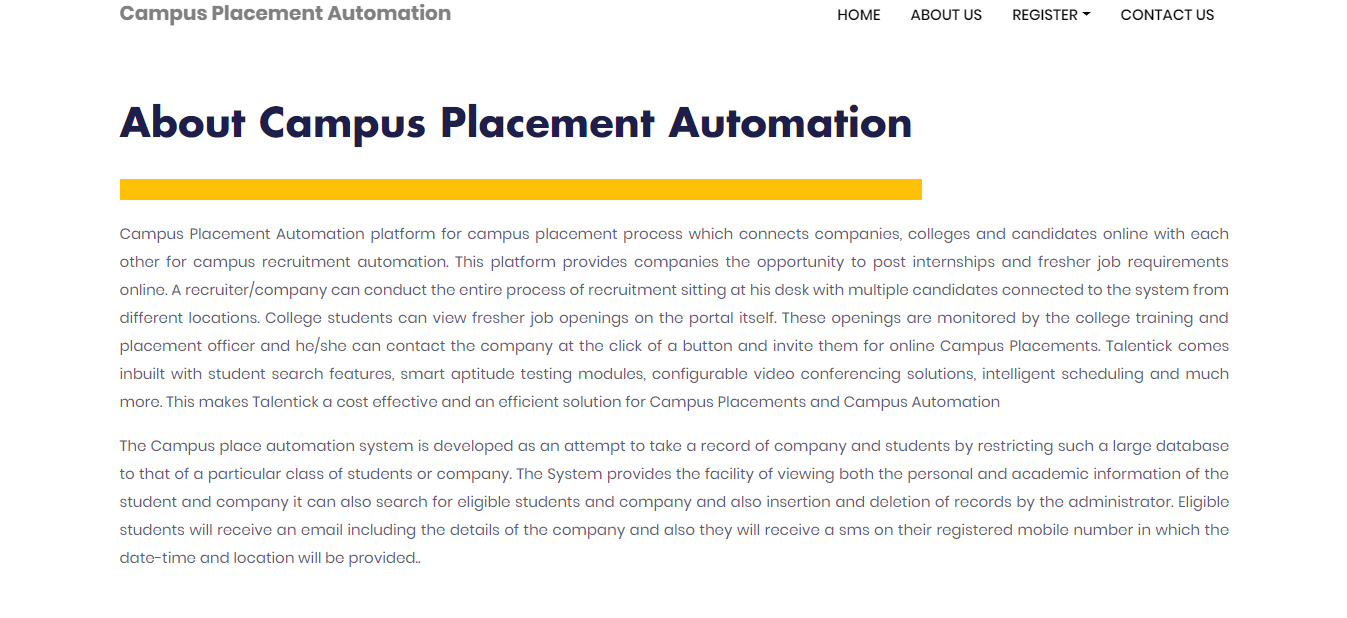 Campus Placement Automation
HOME ABOUT US REGISTER CONTACT US
About Campus Placement Automation
Campus Placement Automation platform for campus placement process which connects companies, colleges and candidates online with each
other for campus recruitment automation. This platform provides companies the opportunity to post internships and fresher job requirements
online. A recruiter/company can conduct the entire process of recruitment sitting at his desk with multiple candidates connected to the system from
different locations. College students can view fresher job openings on the portal itself. These openings are monitored by the college training and
placement officer and he/she can contact the company at the click of a button and invite them for online Campus Placements. Talentick comes
inbuilt with student search features, smart aptitude testing modules, configurable video conferencing solutions, intelligent scheduling and much
more. This makes Talentick a cost effective and an efficient solution for Campus Placements and Campus Automation
The Campus place automation system is developed as an attempt to take a record of company and students by restricting such a large database
to that of a particular class of students or company. The System provides the facility of viewing both the personal and academic information of the
student and company it can also search for eligible students and company and also insertion and deletion of records by the administrator. Eligible
students will receive an email including the details of the company and also they will receive a sms on their registered mobile number in which the
date-time and location will be provided..